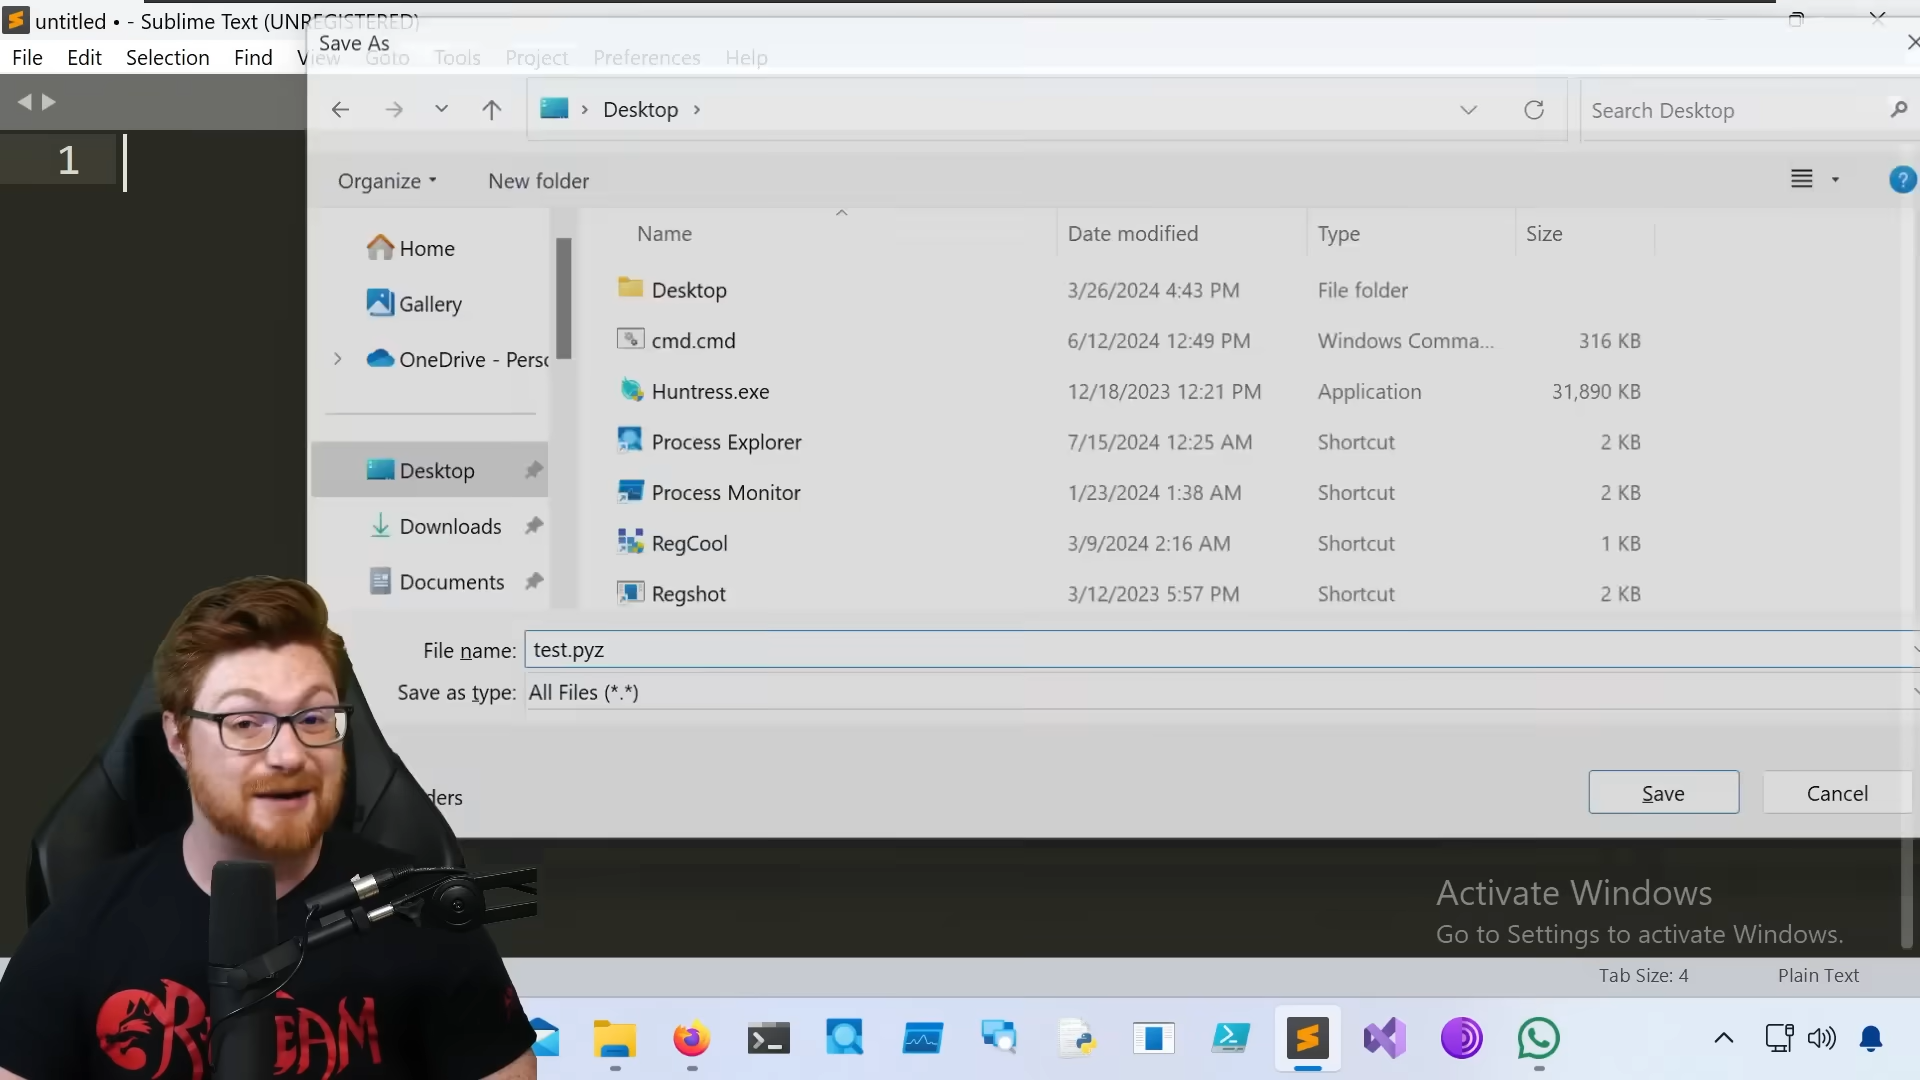 untitled • - Sublime Text (UNREGISTERED)
File Edit Selection Find View Goto Tools Project Preferences Help
Save As
Desktop
Search Desktop
Organize New folder
Home
Gallery
OneDrive - Perso
Desktop
Downloads
Documents
Name Date modified Type Size
Desktop 3/26/2024 4:43 PM File folder
cmd.cmd 6/12/2024 12:49 PM Windows Comma... 316 KB
Huntress.exe 12/18/2023 12:21 PM Application 31,890 KB
Process Explorer 7/15/2024 12:25 AM Shortcut 2 KB
Process Monitor 1/23/2024 1:38 AM Shortcut 2 KB
RegCool 3/9/2024 2:16 AM Shortcut 1 KB
Regshot 3/12/2023 5:57 PM Shortcut 2 KB
1
File name: test.pyz
Save as type: All Files (*.*)
ders
Save Cancel
Activate Windows
Go to Settings to activate Windows.
Tab Size: 4 Plain Text